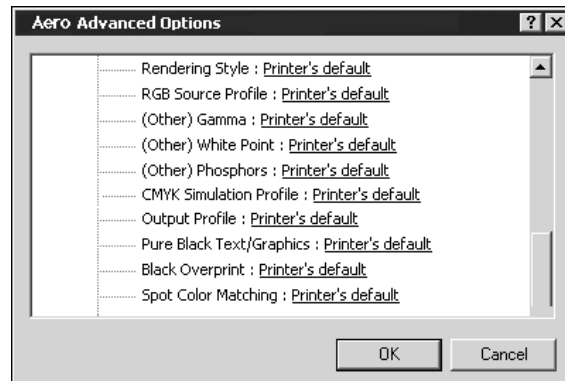 Aero Advanced Options
Rendering Style : Printer's default
RGB Source Profile : Printer's default
(Other) Gamma : Printer's default
(Other) White Point : Printer's default
(Other) Phosphors : Printer's default
CMYK Simulation Profile : Printer's default
Output Profile : Printer's default
Pure Black Text/Graphics : Printer's default
Black Overprint : Printer's default
Spot Color Matching : Printer's default
OK
Cancel